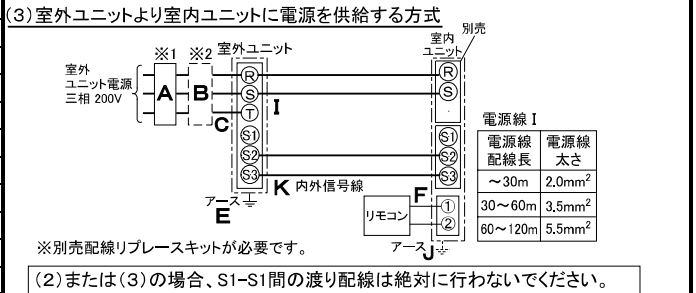 (3)室外ユニットより室内ユニットに電源を供給する方式
別売
※1 ※2 室外ユニット
室内
ユニット
室外
ユニット電源
三相 200V
A B C
R
S
T
S1
S2
S3
I
R
S
S1
S2
S3
K 内外信号線
アース
E
F
リモコン
①
②
アース J
電源線 I
電源線
配線長
電源線
太さ
～30m 2.0mm²
30～60m 3.5mm²
60～120m 5.5mm²
※別売配線リプレースキットが必要です。
(2)または(3)の場合、S1-S1間の渡り配線は絶対に行わないでください。